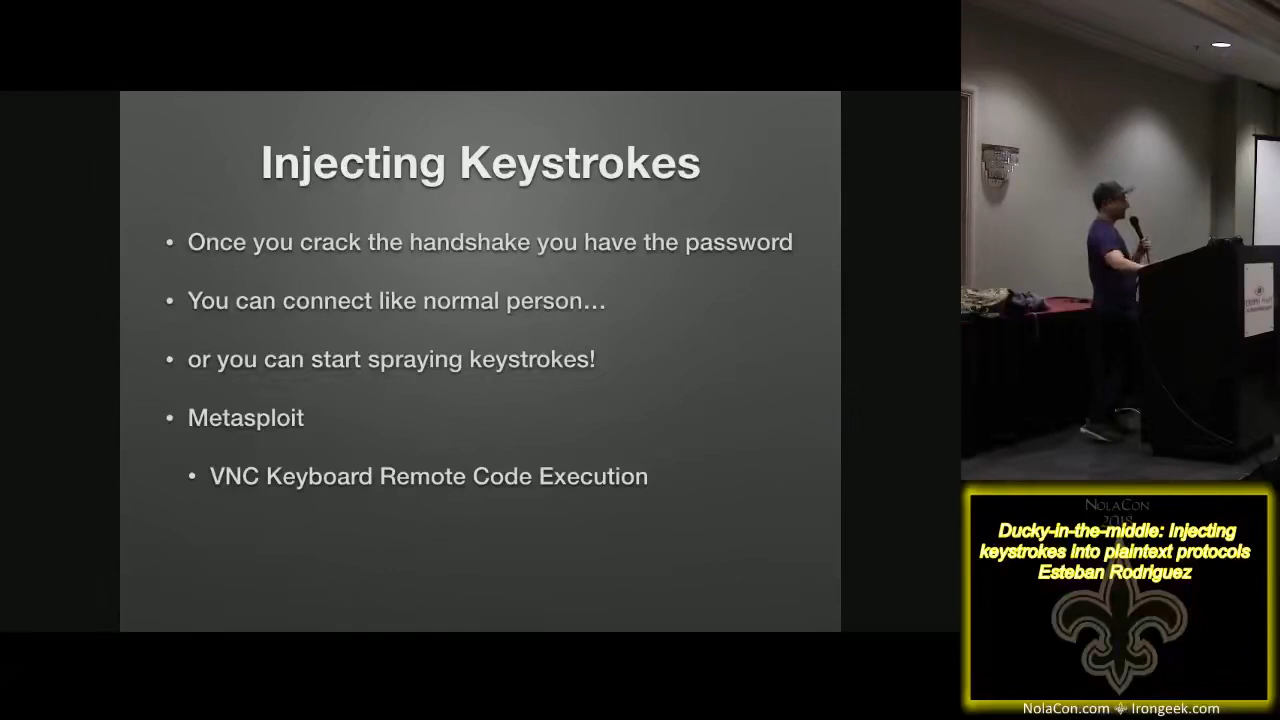 Injecting Keystrokes
• Once you crack the handshake you have the password
• You can connect like normal person…
• or you can start spraying keystrokes!
• Metasploit
• VNC Keyboard Remote Code Execution
NOLACON
2018
Ducky-in-the-middle: Injecting
keystrokes into plaintext protocols
Esteban Rodriguez
NolaCon.com Irongeek.com